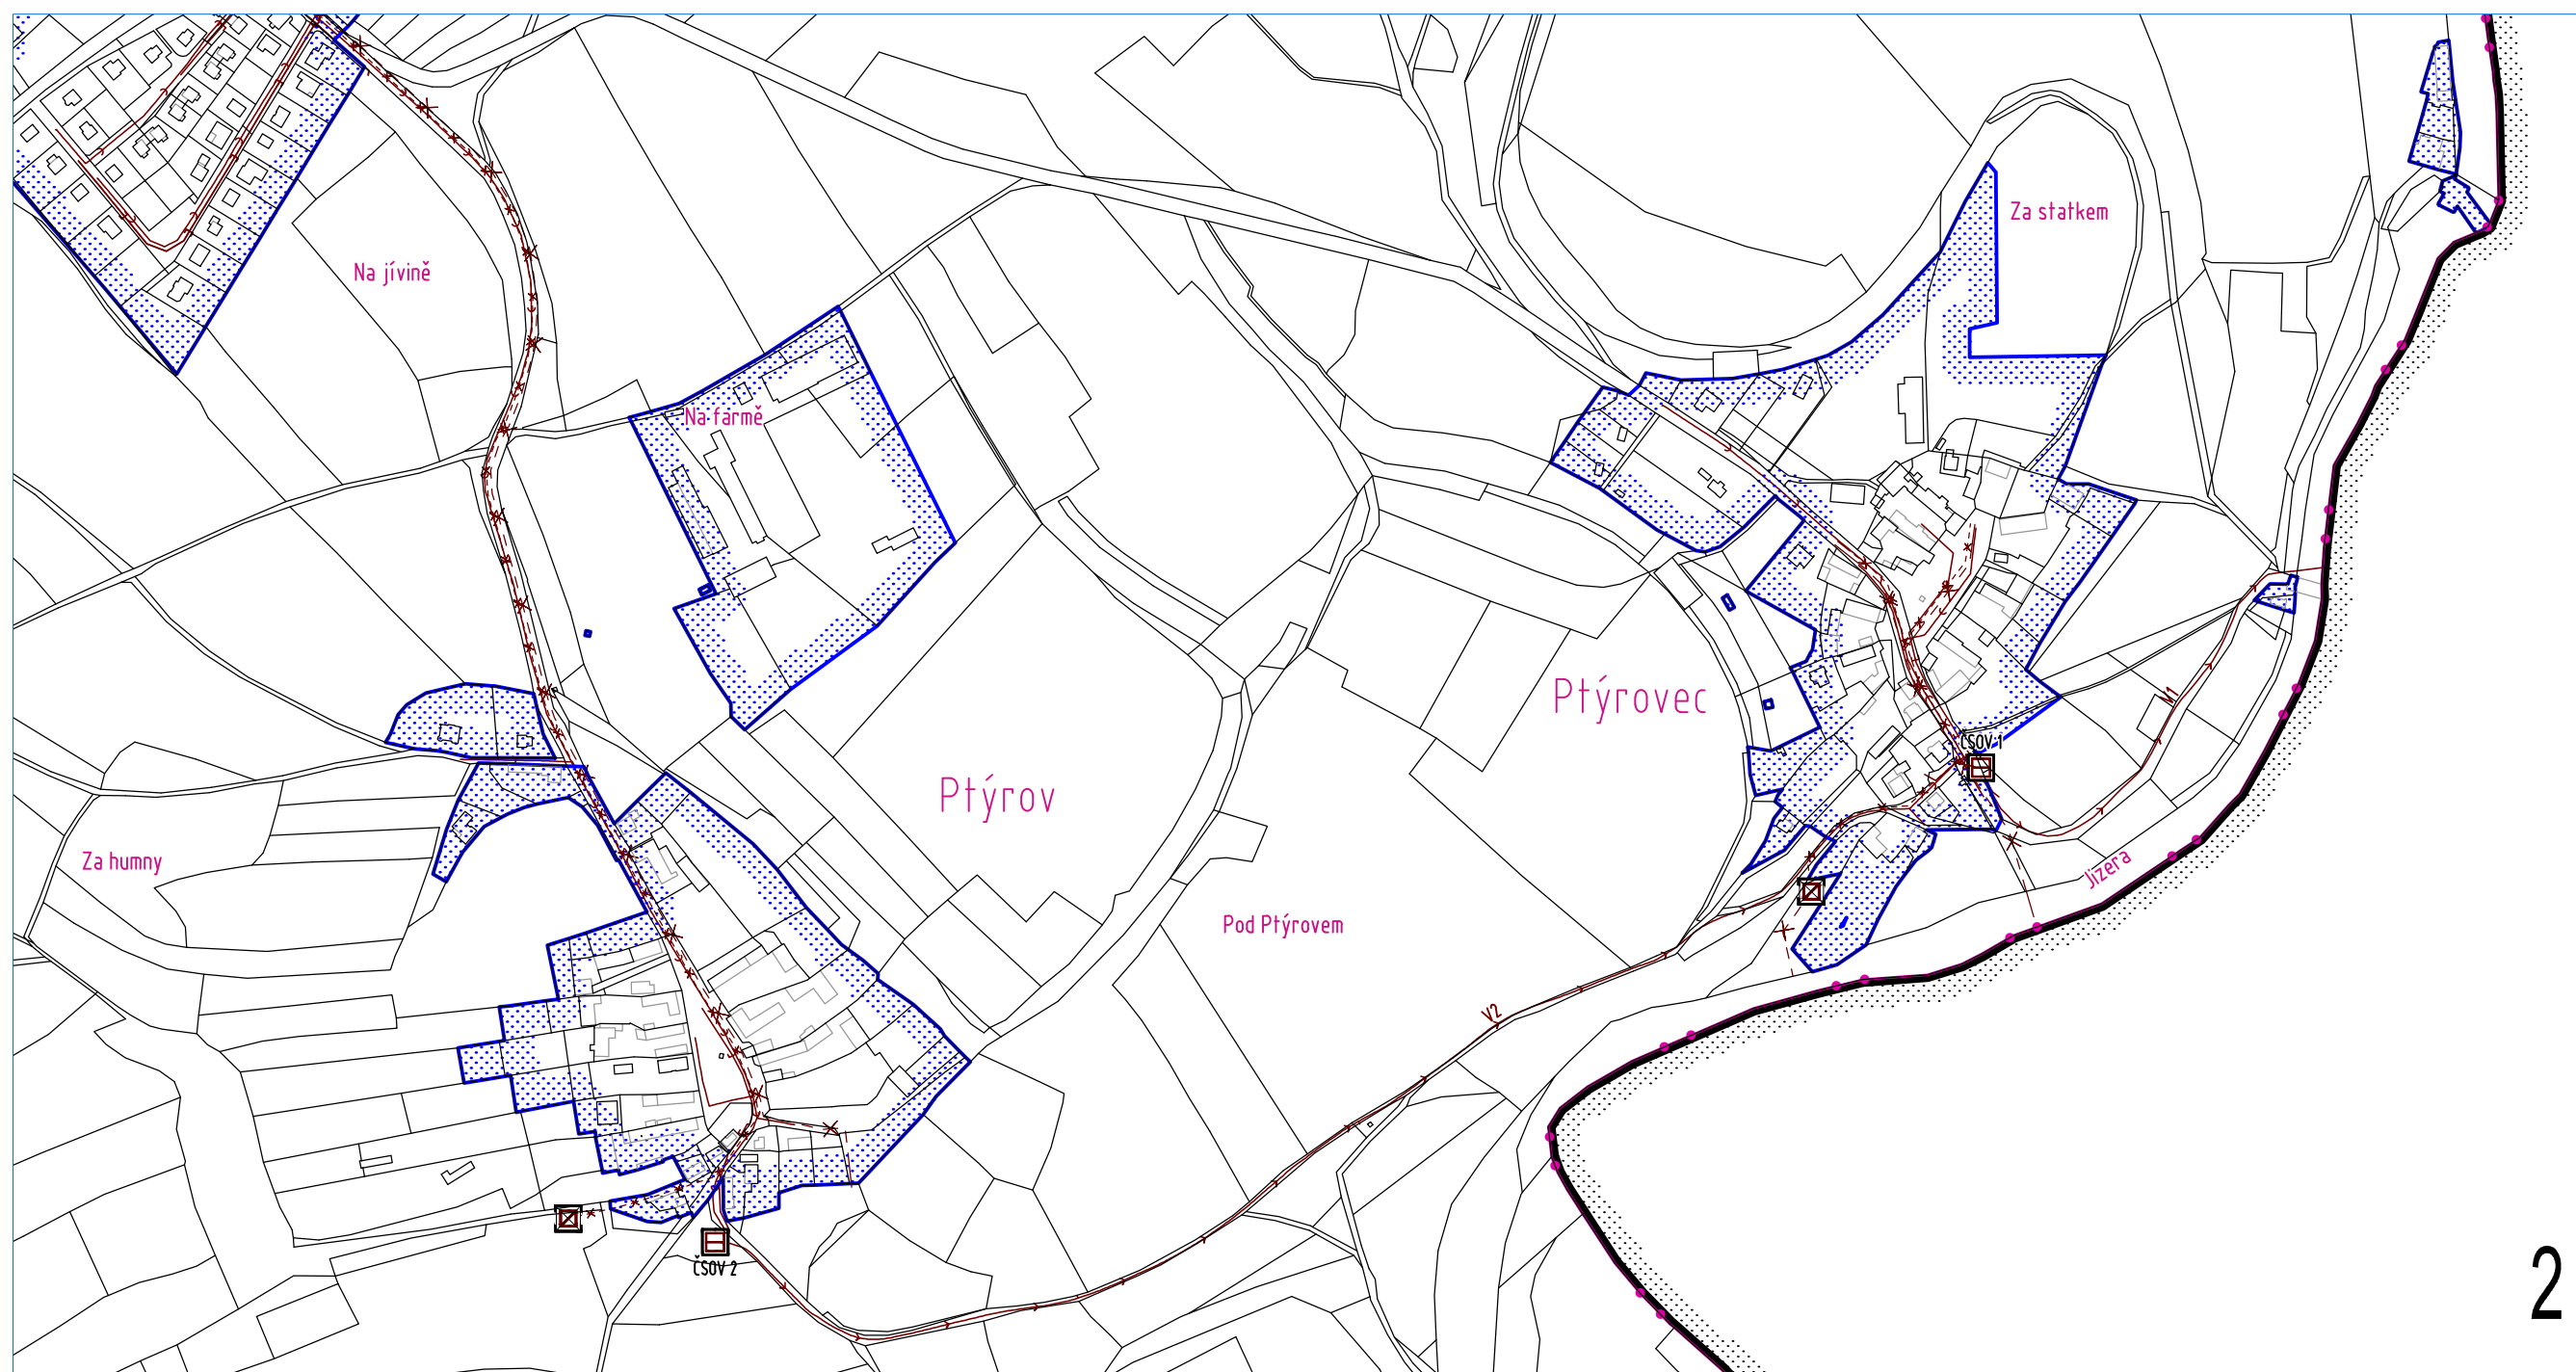 Za statkem
Na jívině
Na farmě
Ptýrovec
M1
ČSOV 1
Ptýrov
Za humny
Jizera
Pod Ptýrovem
V2
ČSOV 2
2